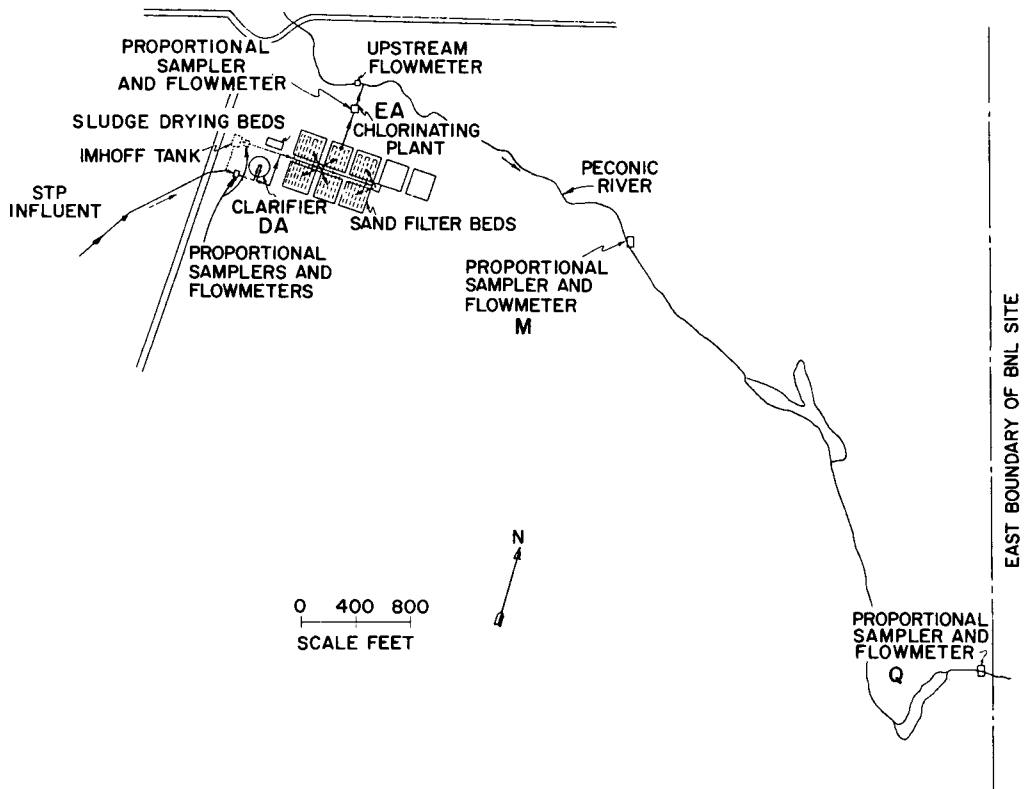 PROPORTIONAL
SAMPLER
AND FLOWMETER
UPSTREAM
FLOWMETER
EA
CHLORINATING
PLANT
SLUDGE DRYING BEDS
IMHOFF TANK
STP
INFLUENT
CLARIFIER
DA
SAND FILTER BEDS
PROPORTIONAL
SAMPLERS AND
FLOWMETERS
PECONIC
RIVER
PROPORTIONAL
SAMPLER AND
FLOWMETER
M
EAST BOUNDARY OF BNL SITE
N
0 400 800
SCALE FEET
PROPORTIONAL
SAMPLER AND
FLOWMETER
Q